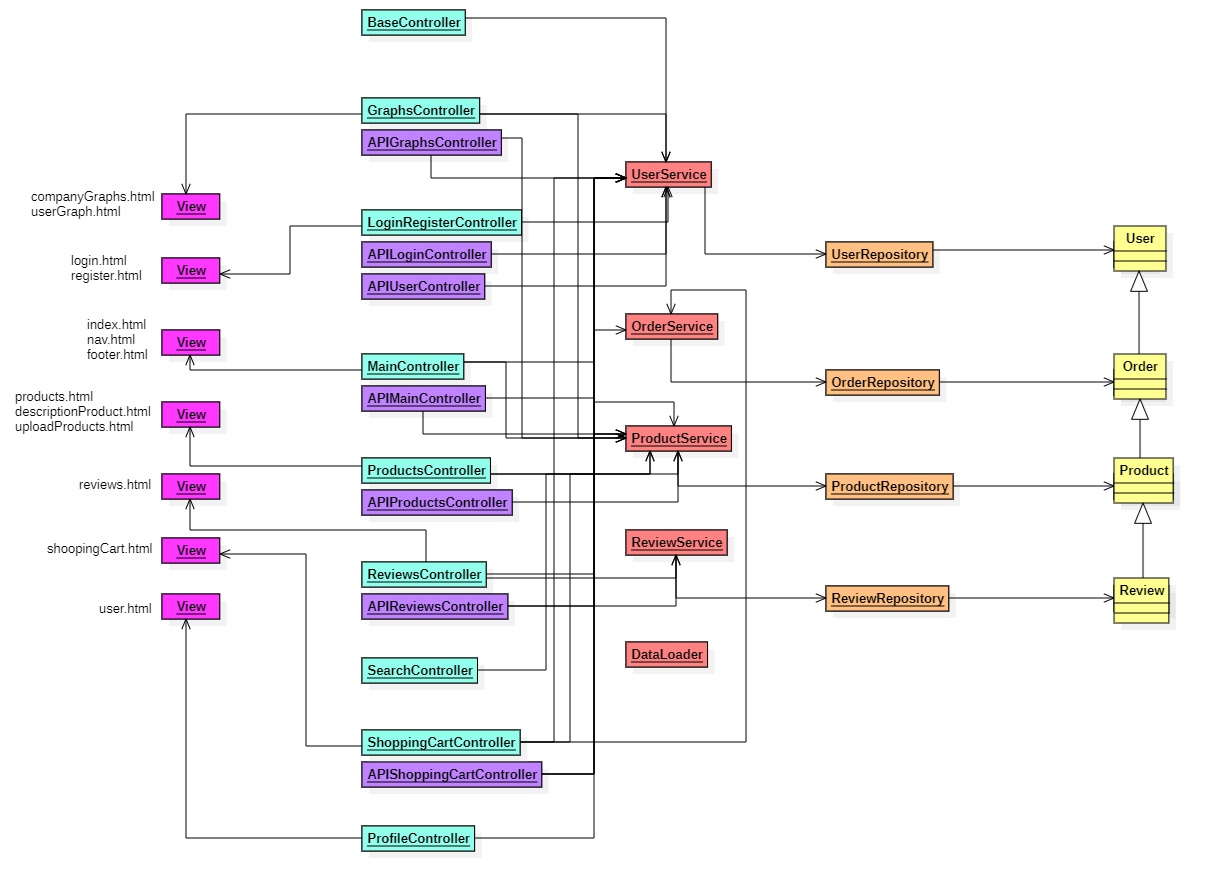 BaseController
GraphsController
APIGraphsController
UserService
companyGraphs.html
userGraph.html
View
LoginRegisterController
User
APILoginController
UserRepository
login.html
register.html
View
APIUserController
OrderService
index.html
nav.html
footer.html
View
MainController
Order
OrderRepository
APIMainController
products.html
descriptionProduct.html
uploadProducts.html
View
ProductService
ProductsController
Product
reviews.html
View
APIProductsController
ProductRepository
shoopingCart.html
View
ReviewService
ReviewsController
Review
user.html
View
APIReviewsController
ReviewRepository
DataLoader
SearchController
ShoppingCartController
APIShoppingCartController
ProfileController